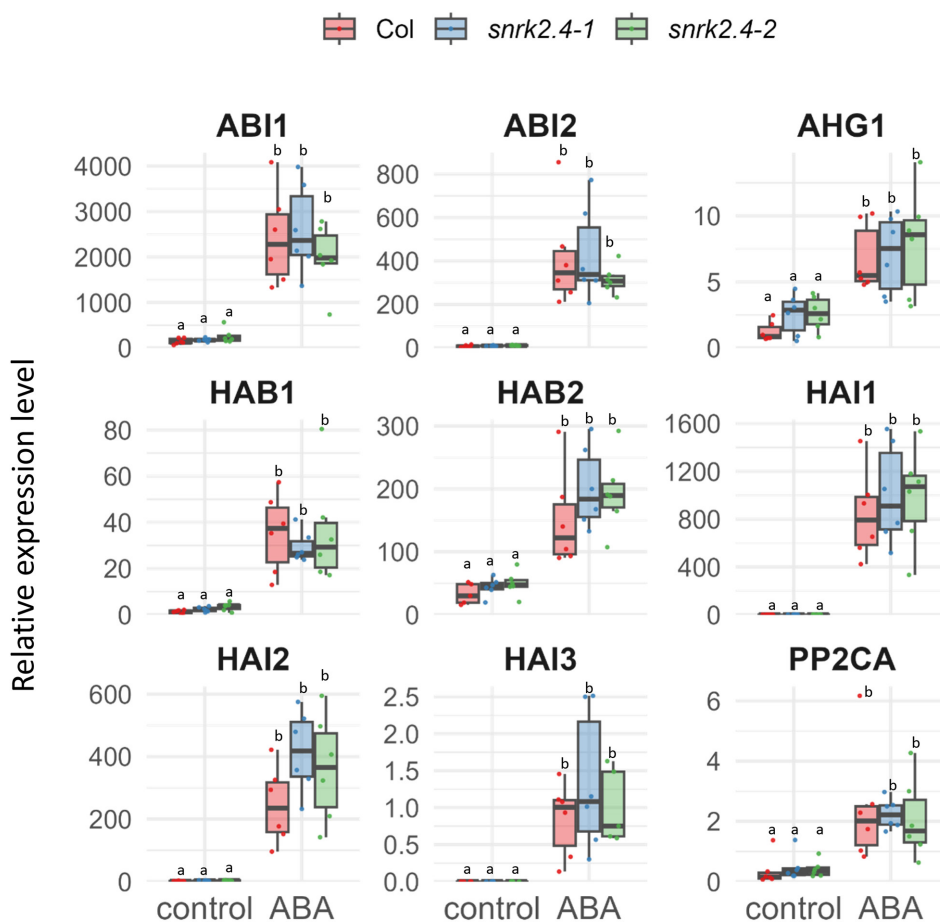 Col snrk2.4-1 snrk2.4-2
Relative expression level
ABI1
4000
3000
2000
1000
0
a a a b b b
ABI2
800
600
400
200
0
a a a b b b
AHG1
10
5
0
a a a b b b
HAB1
80
60
40
20
0
a a a b b b
HAB2
300
200
100
0
a a a b b b
HAI1
1600
1200
800
400
0
a a a b b b
HAI2
600
400
200
0
a a a b b b
control ABA
HAI3
2.5
2.0
1.5
1.0
0.5
0.0
a a a b b b
control ABA
PP2CA
6
4
2
0
a a a b b b
control ABA